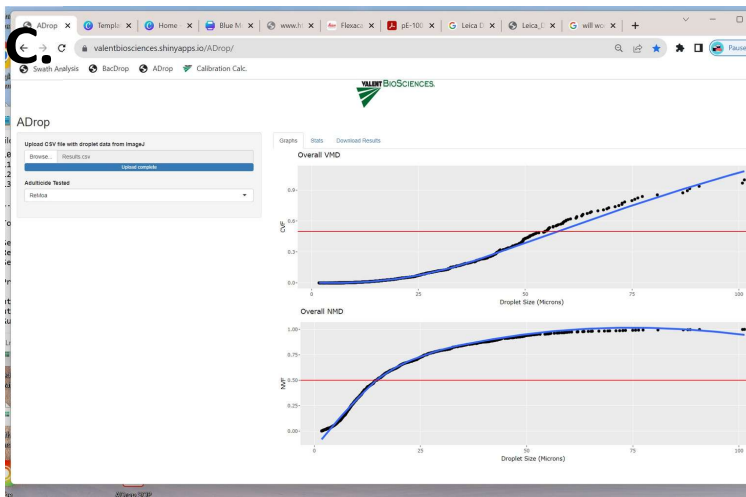 C.
ADrop
Templat
Home
Blue M
www.h
Flexaca
pE-100
Leica D
Leica_D
will wo
valentbiosciences.shinyapps.io/ADrop/
Pause
Swath Analysis
BacDrop
ADrop
Calibration Calc.
VALENT BIOSCIENCES.
ADrop
Upload CSV file with droplet data from ImageJ
Browse... Results.csv
Upload complete
Adulticide Tested
ReMoa
Graphs Stats Download Results
Overall VMD
CVF
0.9
0.6
0.3
0.0
0 25 50 75 100
Droplet Size (Microns)
Overall NMD
NVF
1.00
0.75
0.50
0.25
0.00
0 25 50 75 100
Droplet Size (Microns)